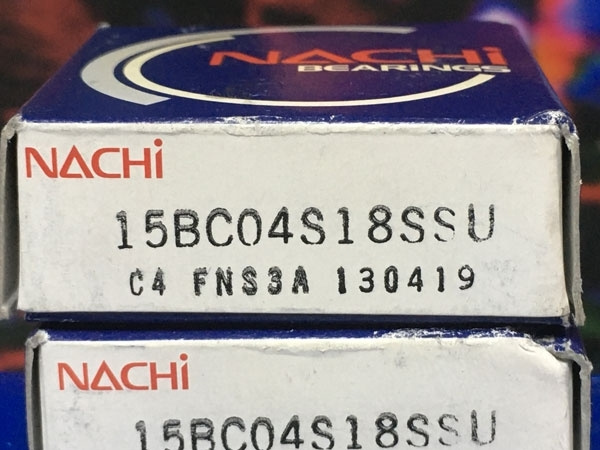 NACHi
BEARINGS
NACHi
15BC04S18SSU
C4 FNS3A 130419
NACHi
15BC04S18SSU